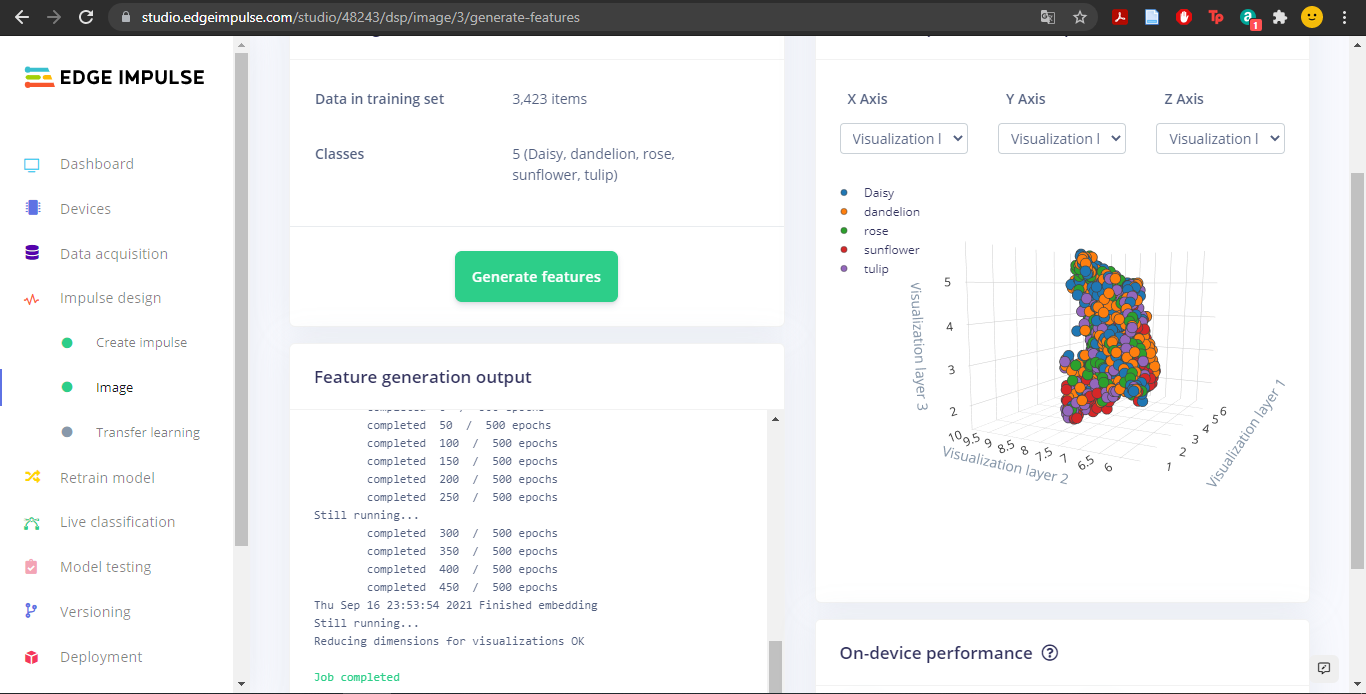 studio.edgeimpulse.com/studio/48243/dsp/image/3/generate-features
1
EDGE IMPULSE
Dashboard
Devices
Data acquisition
Impulse design
Create impulse
Image
Transfer learning
Retrain model
Live classification
Model testing
Versioning
Deployment
Data in training set 3,423 items
Classes 5 (Daisy, dandelion, rose,
sunflower, tulip)
Generate features
Feature generation output
completed 50 / 500 epochs
completed 100 / 500 epochs
completed 150 / 500 epochs
completed 200 / 500 epochs
completed 250 / 500 epochs
Still running...
completed 300 / 500 epochs
completed 350 / 500 epochs
completed 400 / 500 epochs
completed 450 / 500 epochs
Thu Sep 16 23:53:54 2021 Finished embedding
Still running...
Reducing dimensions for visualizations OK
Job completed
X Axis Y Axis Z Axis
Visualization l Visualization l Visualization l
Daisy
dandelion
rose
sunflower
tulip
5
4
3
2
Visualization layer 3
10 9.5 9 8.5 8 7.5 7 6.5 6
Visualization layer 2
1 2 3 4 5 6
Visualization layer 1
On-device performance ?